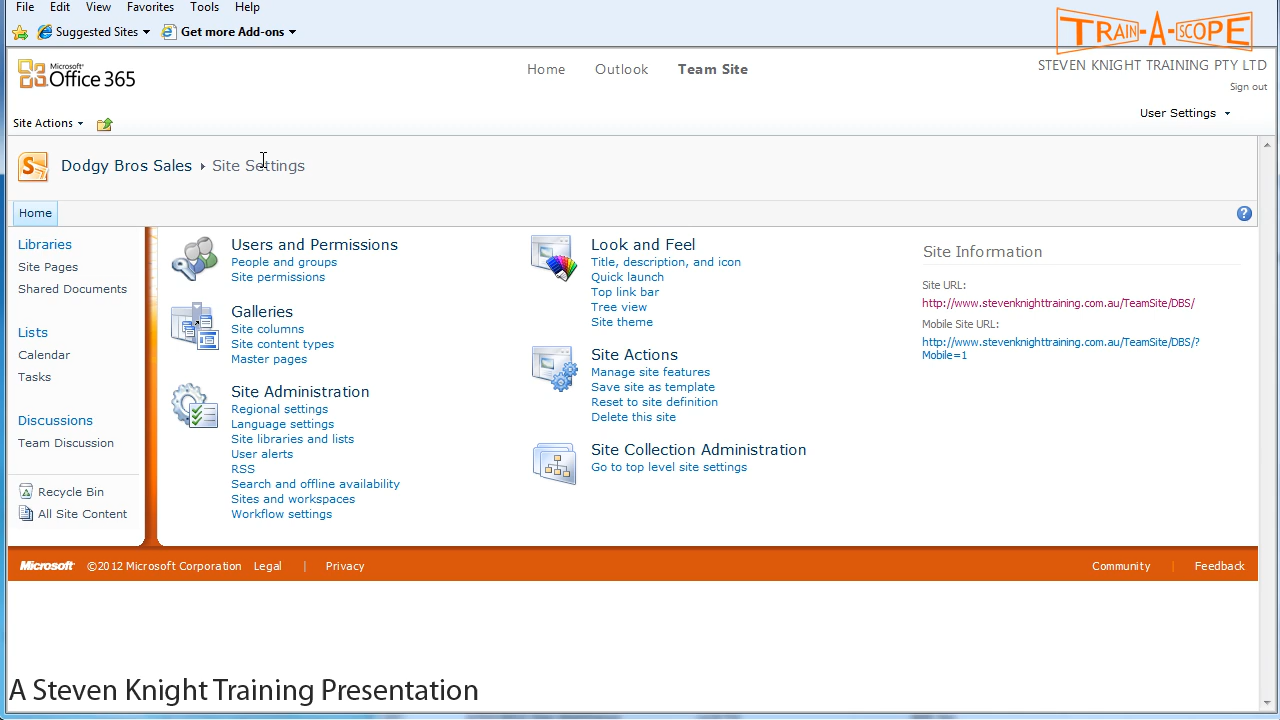 File Edit View Favorites Tools Help
Suggested Sites Get more Add-ons
TRAIN-A-SCOPE
Microsoft Office 365
Home Outlook Team Site
STEVEN KNIGHT TRAINING PTY LTD
Sign out
User Settings
Site Actions
Dodgy Bros Sales Site Settings
Home
Libraries
Site Pages
Shared Documents
Lists
Calendar
Tasks
Discussions
Team Discussion
Recycle Bin
All Site Content
Users and Permissions
People and groups
Site permissions
Galleries
Site columns
Site content types
Master pages
Site Administration
Regional settings
Language settings
Site libraries and lists
User alerts
RSS
Search and offline availability
Sites and workspaces
Workflow settings
Look and Feel
Title, description, and icon
Quick launch
Top link bar
Tree view
Site theme
Site Actions
Manage site features
Save site as template
Reset to site definition
Delete this site
Site Collection Administration
Go to top level site settings
Site Information
Site URL:
http://www.stevenknighttraining.com.au/TeamSite/DBS/
Mobile Site URL:
http://www.stevenknighttraining.com.au/TeamSite/DBS/?
Mobile=1
Microsoft ©2012 Microsoft Corporation Legal | Privacy
Community | Feedback
A Steven Knight Training Presentation